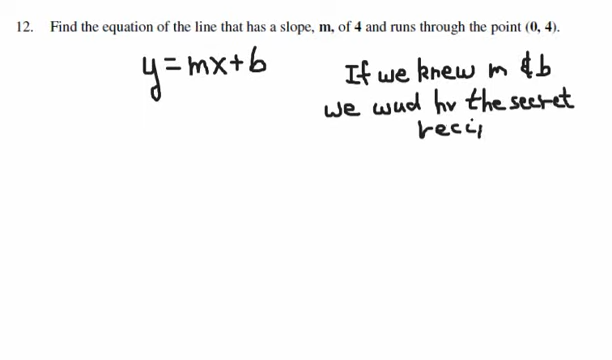 12. Find the equation of the line that has a slope, m, of 4 and runs through the point (0, 4).
y=mx+b
If we knew m & b
we wud hv the secret
reci